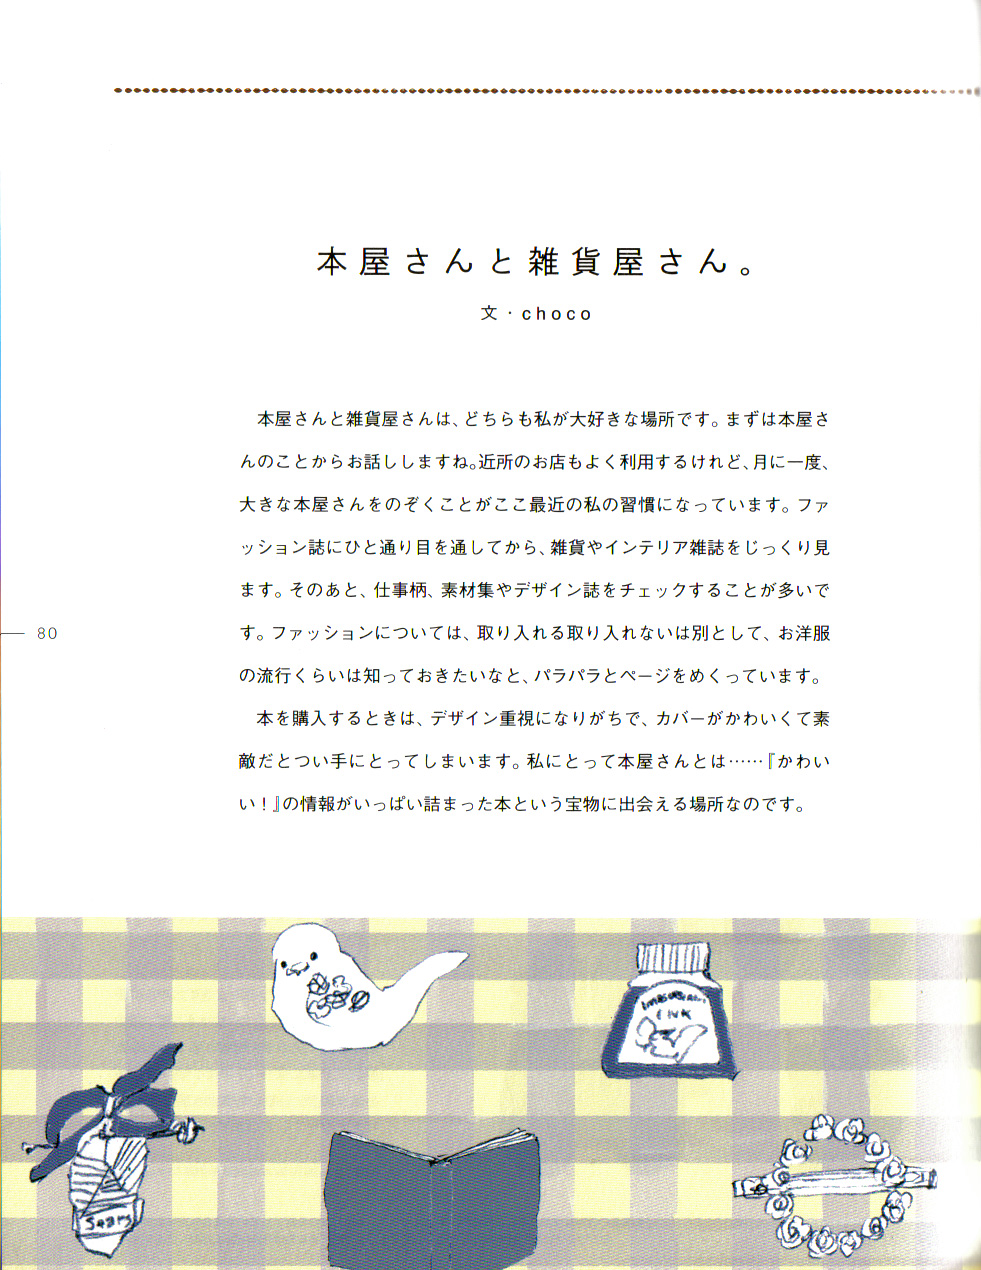 本屋さんと雑貨屋さん。
文・choco
本屋さんと雑貨屋さんは、どちらも私が大好きな場所です。まずは本屋さ
んのことからお話ししますね。近所のお店もよく利用するけれど、月に一度、
大きな本屋さんをのぞくことがここ最近の私の習慣になっています。ファ
ッション誌にひと通り目を通してから、雑貨やインテリア雑誌をじっくり見
ます。そのあと、仕事柄、素材集やデザイン誌をチェックすることが多いで
す。ファッションについては、取り入れる取り入れないは別として、お洋服
の流行くらいは知っておきたいなと、パラパラとページをめくっています。
本を購入するときは、デザイン重視になりがちで、カバーがかわいくて素
敵だとつい手にとってしまいます。私にとって本屋さんとは……『かわい
い！』の情報がいっぱい詰まった本という宝物に出会える場所なのです。
80
INK